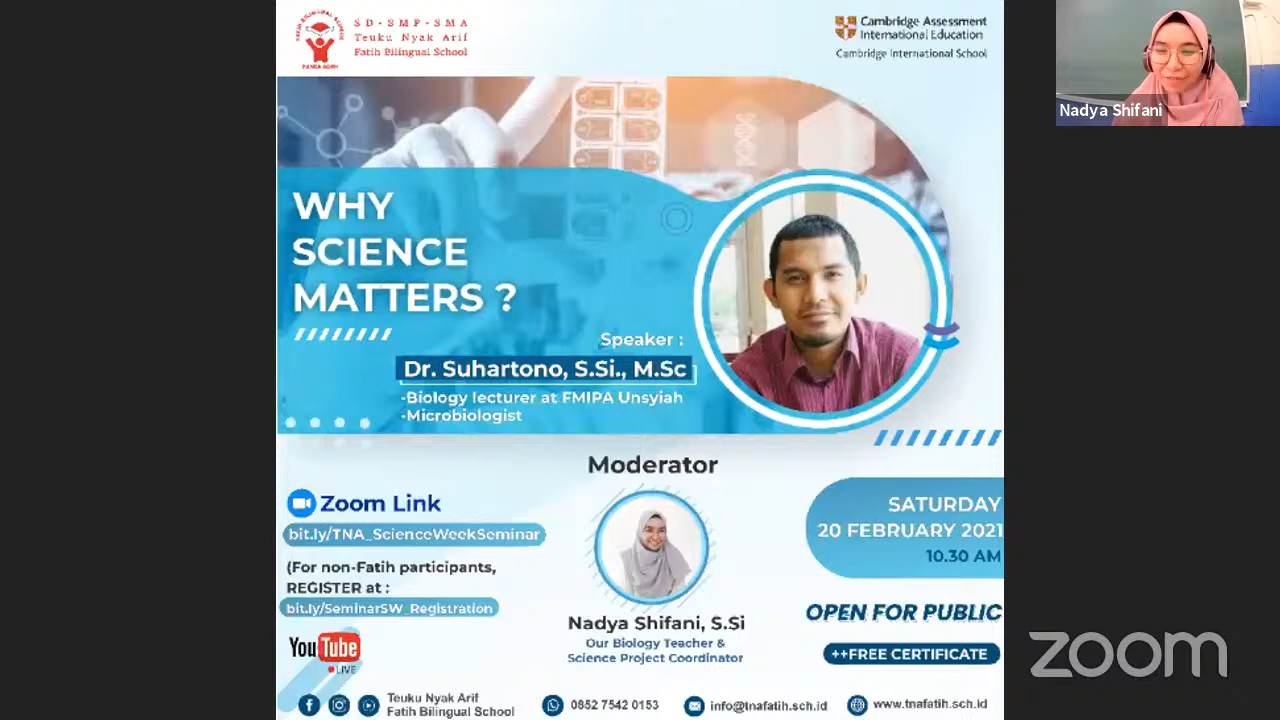 SD-SMP-SMA
Teuku Nyak Arif
Fatih Bilingual School
Cambridge Assessment
International Education
Cambridge International School
Nadya Shifani
WHY
SCIENCE
MATTERS ?
Speaker :
Dr. Suhartono, S.Si., M.Sc
-Biology lecturer at FMIPA Unsyiah
-Microbiologist
Moderator
Zoom Link
bit.ly/TNA_ScienceWeekSeminar
(For non-Fatih participants,
REGISTER at :
bit.ly/SeminarSW_Registration
YouTube
LIVE
Nadya Shifani, S.Si
Our Biology Teacher &
Science Project Coordinator
SATURDAY
20 FEBRUARY 2021
10.30 AM
OPEN FOR PUBLIC
++FREE CERTIFICATE
zoom
Teuku Nyak Arif
Fatih Bilingual School
0852 7542 0153
info@tnafatih.sch.id
www.tnafatih.sch.id